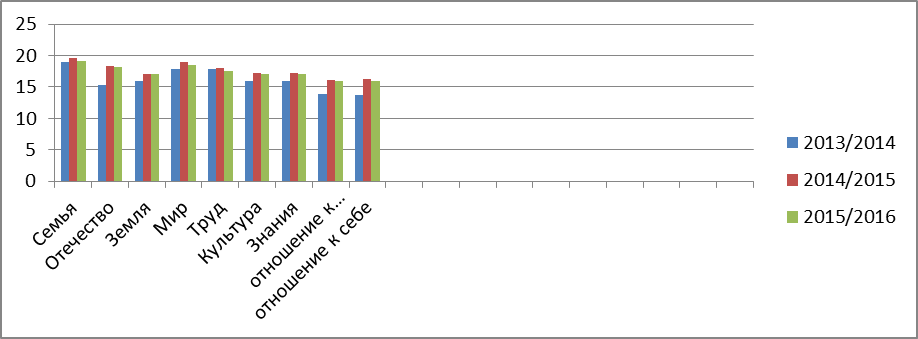 25
20
15
10
5
0
Семья
Отечество
Земля
Мир
Труд
Культура
Знания
отношение к...
отношение к себе
2013/2014
2014/2015
2015/2016